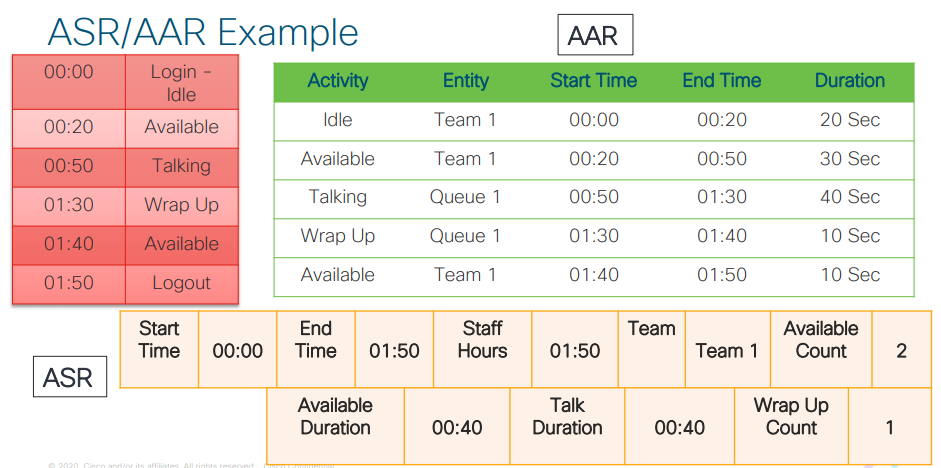 ASR/AAR Example
AAR
00:00 Login -
Idle
00:20 Available
00:50 Talking
01:30 Wrap Up
01:40 Available
01:50 Logout
Activity Entity Start Time End Time Duration
Idle Team 1 00:00 00:20 20 Sec
Available Team 1 00:20 00:50 30 Sec
Talking Queue 1 00:50 01:30 40 Sec
Wrap Up Queue 1 01:30 01:40 10 Sec
Available Team 1 01:40 01:50 10 Sec
ASR
Start
Time
00:00
End
Time
01:50
Staff
Hours
01:50
Team
Team 1
Available
Count
2
Available
Duration
00:40
Talk
Duration
00:40
Wrap Up
Count
1
© 2020 Cisco and/or its affiliates. All rights reserved. Cisco Confidential